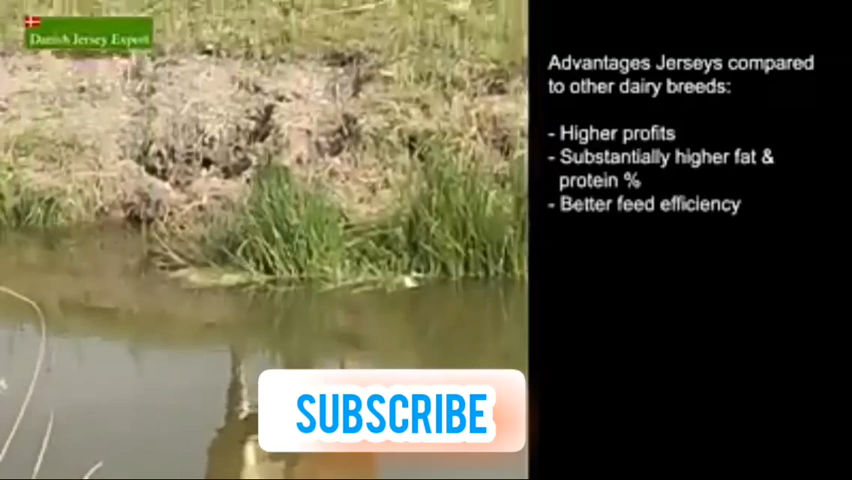 Danish Jersey Export
Advantages Jerseys compared
to other dairy breeds:
- Higher profits
- Substantially higher fat &
protein %
- Better feed efficiency
SUBSCRIBE